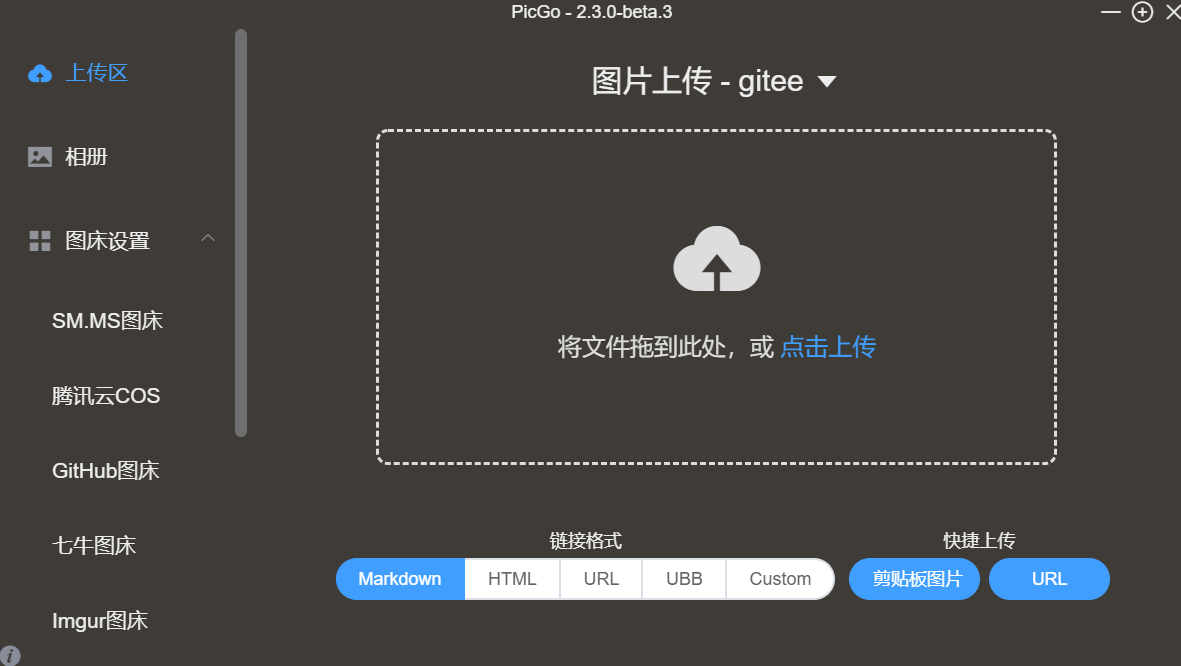 PicGo - 2.3.0-beta.3
上传区
相册
图床设置
SM.MS图床
腾讯云COS
GitHub图床
七牛图床
Imgur图床
图片上传 - gitee
将文件拖到此处，或 点击上传
链接格式
Markdown HTML URL UBB Custom
快捷上传
剪贴板图片 URL